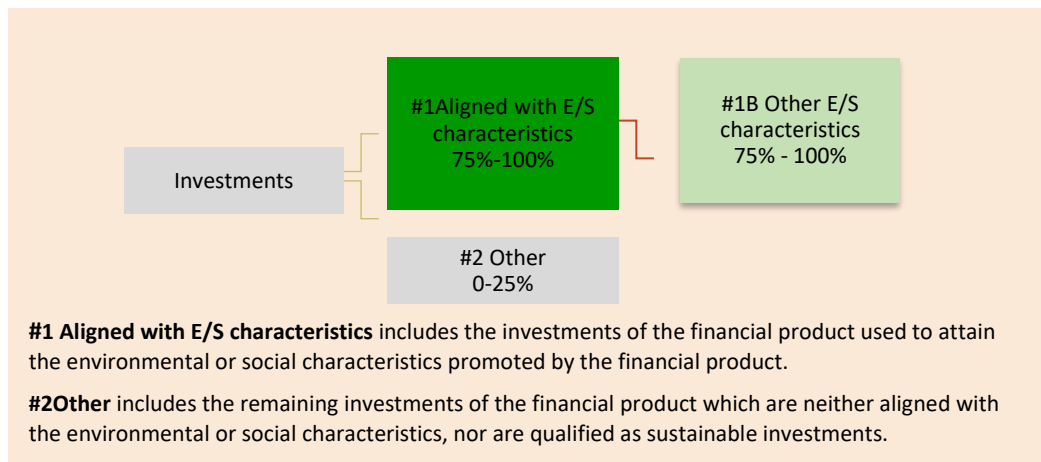 #1Aligned with E/S
characteristics
75%-100%
#1B Other E/S
characteristics
75% - 100%
Investments
#2 Other
0-25%
#1 Aligned with E/S characteristics includes the investments of the financial product used to attain
the environmental or social characteristics promoted by the financial product.
#2Other includes the remaining investments of the financial product which are neither aligned with
the environmental or social characteristics, nor are qualified as sustainable investments.